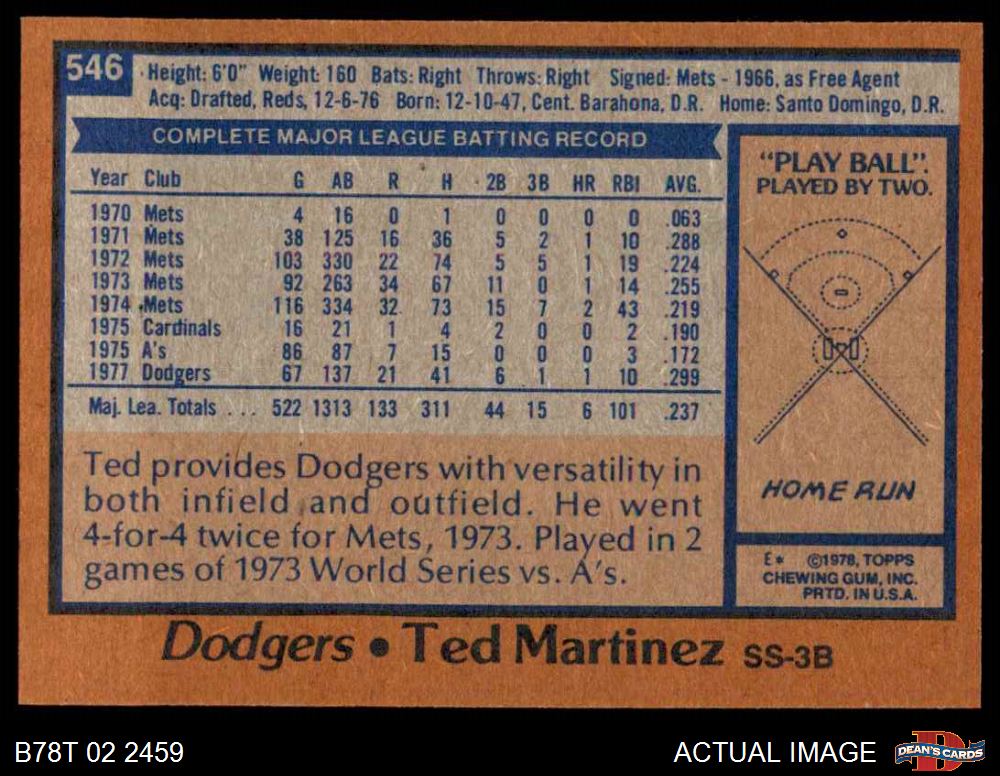 546
Height: 6'0" Weight: 160 Bats: Right Throws: Right Signed: Mets - 1966, as Free Agent
Acq: Drafted, Reds, 12-6-76 Born: 12-10-47, Cent. Barahona, D.R. Home: Santo Domingo, D.R.
COMPLETE MAJOR LEAGUE BATTING RECORD
Year Club G AB R H 2B 3B HR RBI AVG.
1970 Mets 4 16 0 1 0 0 0 0 .063
1971 Mets 38 125 16 36 5 2 1 10 .288
1972 Mets 103 330 22 74 5 5 1 19 .224
1973 Mets 92 263 34 67 11 0 1 14 .255
1974 Mets 116 334 32 73 15 7 2 43 .219
1975 Cardinals 16 21 1 4 2 0 0 2 .190
1975 A's 86 87 7 15 0 0 0 3 .172
1977 Dodgers 67 137 21 41 6 1 1 10 .299
Maj. Lea. Totals . . . 522 1313 133 311 44 15 6 101 .237
Ted provides Dodgers with versatility in
both infield and outfield. He went
4-for-4 twice for Mets, 1973. Played in 2
games of 1973 World Series vs. A's.
"PLAY BALL".
PLAYED BY TWO.
HOME RUN
E* ©1978, TOPPS
CHEWING GUM, INC.
PRTD. IN U.S.A.
Dodgers • Ted Martinez SS-3B
B78T 02 2459
ACTUAL IMAGE
DEAN'S CARDS